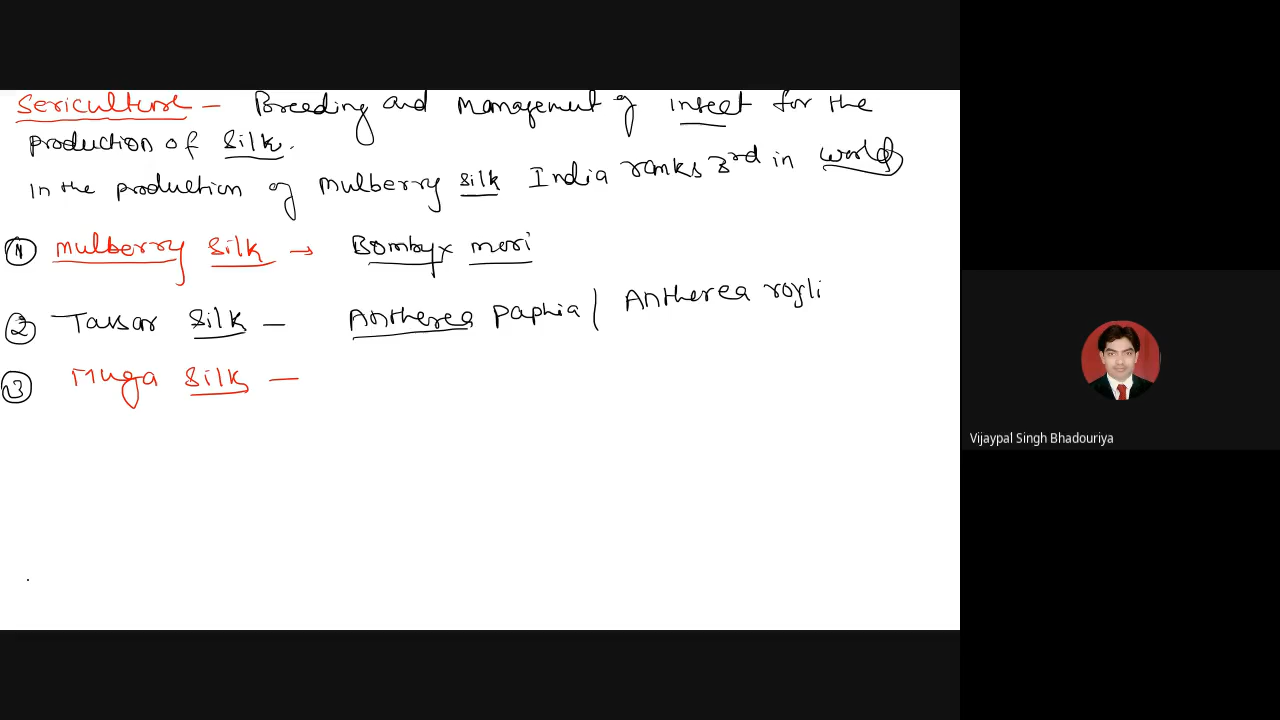 Sericulture - Breeding and Management of insect for the
production of silk.
In the production of mulberry silk India ranks 3rd in world
1 mulberry silk → Bombyx mori
2 Tassar silk - Antherea paphia / Antherea royli
3 Muga silk -
Vijaypal Singh Bhadouriya